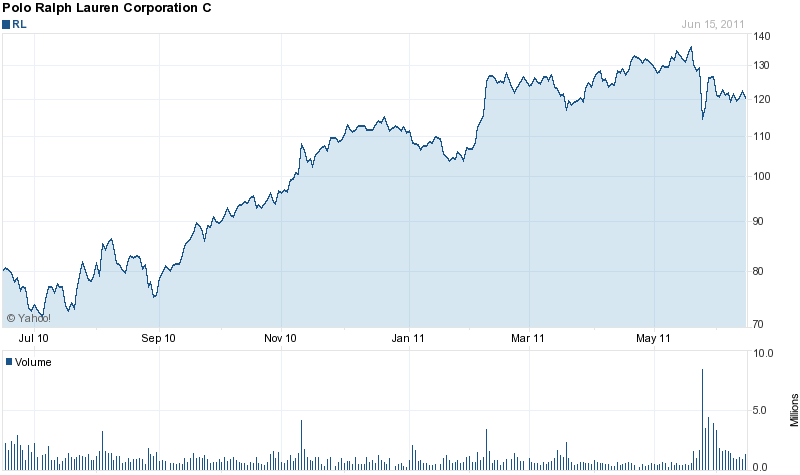 Polo Ralph Lauren Corporation C
RL
Jun 15, 2011
140
130
120
110
100
90
80
70
© Yahoo!
Jul 10
Sep 10
Nov 10
Jan 11
Mar 11
May 11
Volume
10.0
5.0
0.0
Millions